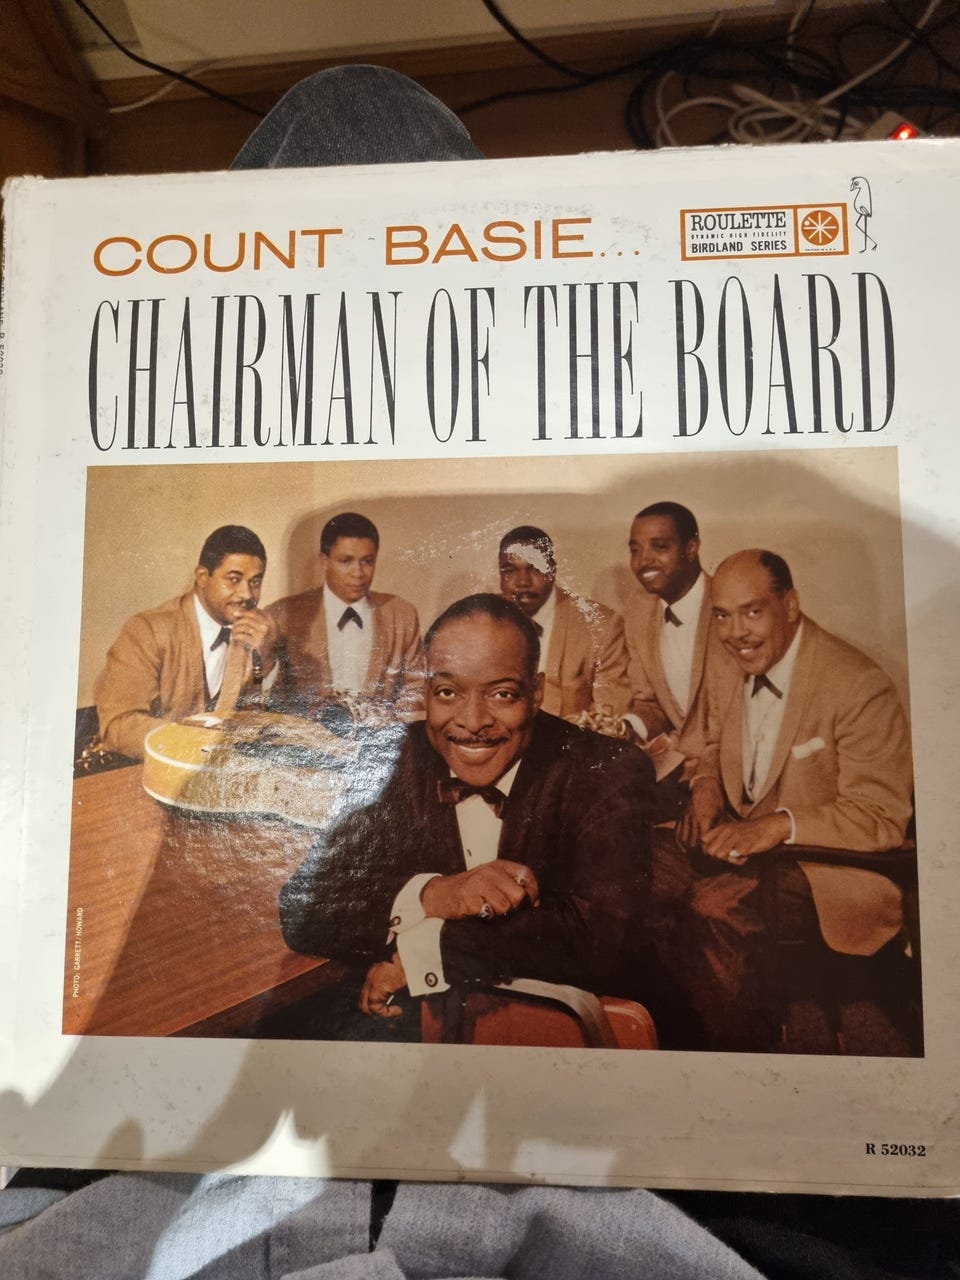 COUNT BASIE...
ROULETTE
DYNAMIC HIGH FIDELITY
BIRDLAND SERIES
CHAIRMAN OF THE BOARD
PHOTO: GARRETT/HOWARD
R 52032